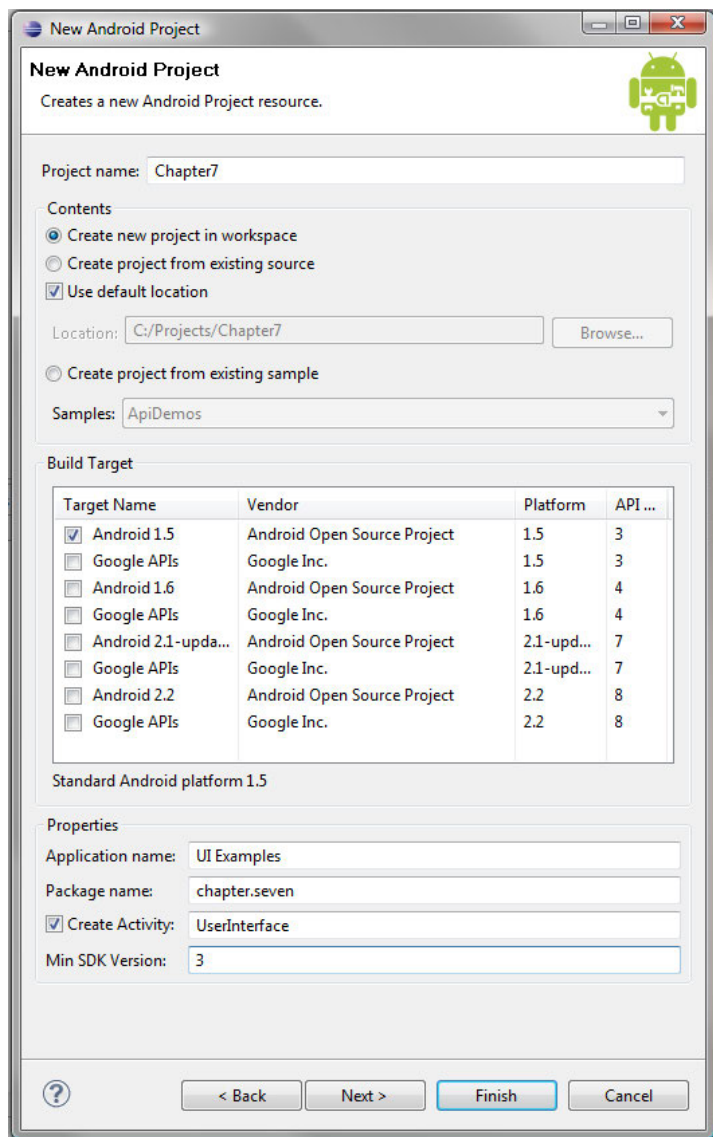 New Android Project
New Android Project
Creates a new Android Project resource.
Project name: Chapter7
Contents
Create new project in workspace
Create project from existing source
Use default location
Location: C:/Projects/Chapter7 Browse...
Create project from existing sample
Samples: ApiDemos
Build Target
Target Name Vendor Platform API ...
Android 1.5 Android Open Source Project 1.5 3
Google APIs Google Inc. 1.5 3
Android 1.6 Android Open Source Project 1.6 4
Google APIs Google Inc. 1.6 4
Android 2.1-upda... Android Open Source Project 2.1-upd... 7
Google APIs Google Inc. 2.1-upd... 7
Android 2.2 Android Open Source Project 2.2 8
Google APIs Google Inc. 2.2 8
Standard Android platform 1.5
Properties
Application name: UI Examples
Package name: chapter.seven
Create Activity: UserInterface
Min SDK Version: 3
? < Back Next > Finish Cancel